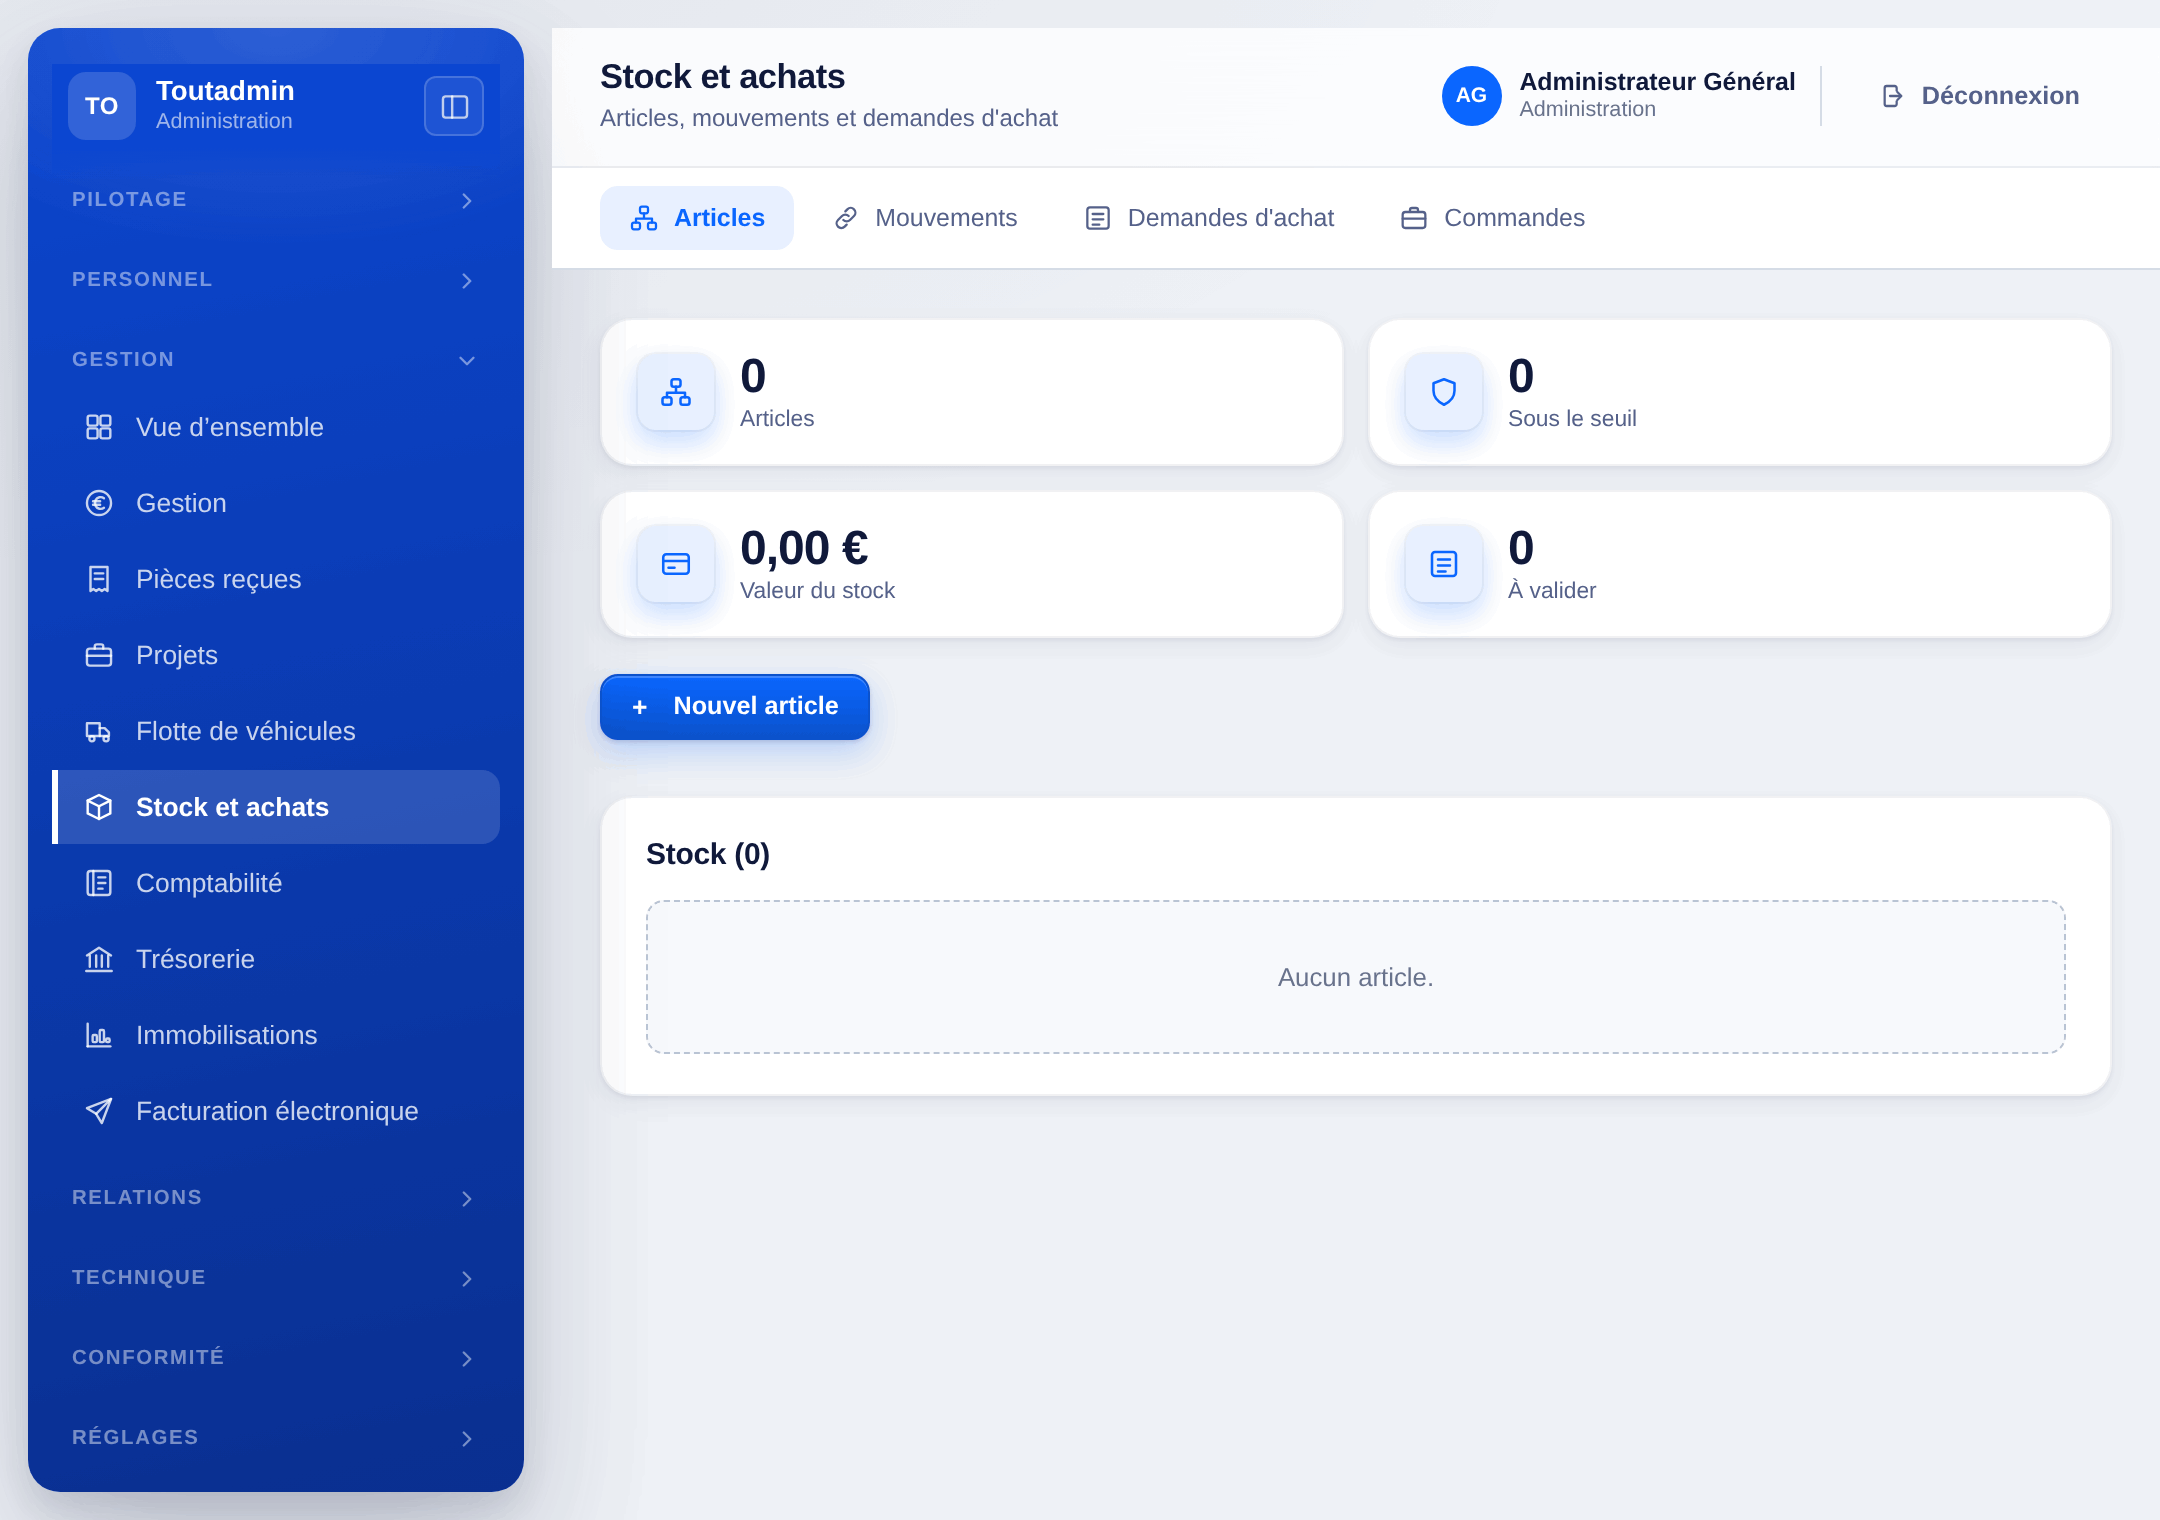 TO
Toutadmin
Administration
PILOTAGE
PERSONNEL
GESTION
Vue d’ensemble
Gestion
Pièces reçues
Projets
Flotte de véhicules
Stock et achats
Comptabilité
Trésorerie
Immobilisations
Facturation électronique
RELATIONS
TECHNIQUE
CONFORMITÉ
RÉGLAGES
Stock et achats
Articles, mouvements et demandes d'achat
AG
Administrateur Général
Administration
Déconnexion
Articles
Mouvements
Demandes d'achat
Commandes
0
Articles
0
Sous le seuil
0,00 €
Valeur du stock
0
À valider
+ Nouvel article
Stock (0)
Aucun article.